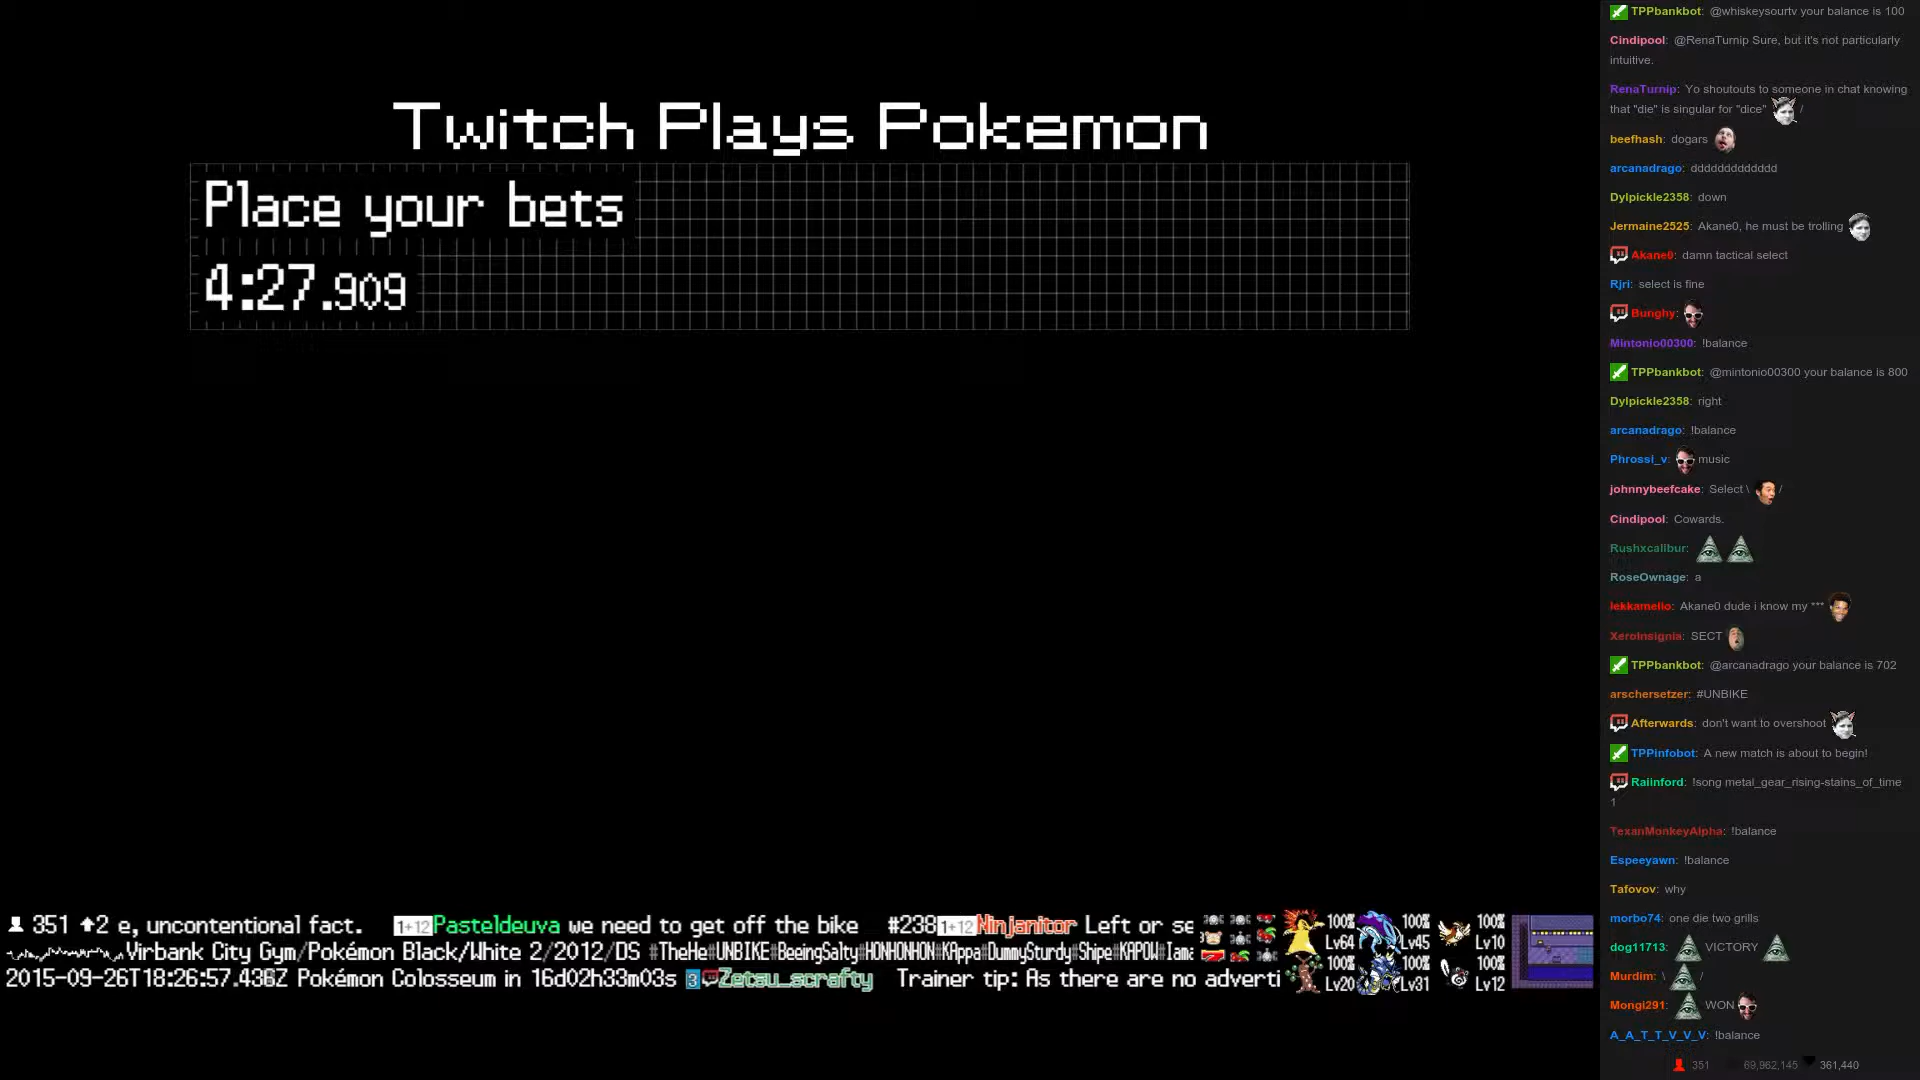 Twitch Plays Pokemon
Place your bets
4:27.909
351 2 e, uncontentional fact. 1+12 Pasteldeuva we need to get off the bike #238 1+12 Ninjanitor Left or se
Virbank City Gym/Pokémon Black/White 2/2012/DS #TheHe#UNBIKE#BeeingSalty#HONHONHON#KAppa#DummySturdy#Shipe#KAPOW#Iama
2015-09-26T18:26:57.436Z Pokémon Colosseum in 16d02h33m03s 3 Zetsu_scrafty Trainer tip: As there are no adverti
100% 100% 100%
Lv64 Lv45 Lv10
100% 100% 100%
Lv20 Lv31 Lv12
TPPbankbot: @whiskeysourtv your balance is 100
Cindipool: @RenaTurnip Sure, but it's not particularly
intuitive.
RenaTurnip: Yo shoutouts to someone in chat knowing
that "die" is singular for "dice" /
beefhash: dogars
arcanadrago: ddddddddddddd
Dylpickle2358: down
Jermaine2525: Akane0, he must be trolling
Akane0: damn tactical select
Rjri: select is fine
Bunghy:
Mintonio00300: !balance
TPPbankbot: @mintonio00300 your balance is 800
Dylpickle2358: right
arcanadrago: !balance
Phrossi_v: music
johnnybeefcake: Select \ /
Cindipool: Cowards.
Rushxcalibur:
RoseOwnage: a
lekkamello: Akane0 dude i know my ***
XeroInsignia: SECT
TPPbankbot: @arcanadrago your balance is 702
arschersetzer: #UNBIKE
Afterwards: don't want to overshoot
TPPinfobot: A new match is about to begin!
Raiinford: !song metal_gear_rising-stains_of_time
1
TexanMonkeyAlpha: !balance
Espeeyawn: !balance
Tafovov: why
morbo74: one die two grills
dog11713: VICTORY
Murdim: \ /
Mongi291: WON
A_A_T_T_V_V_V: !balance
351 69,962,145 361,440